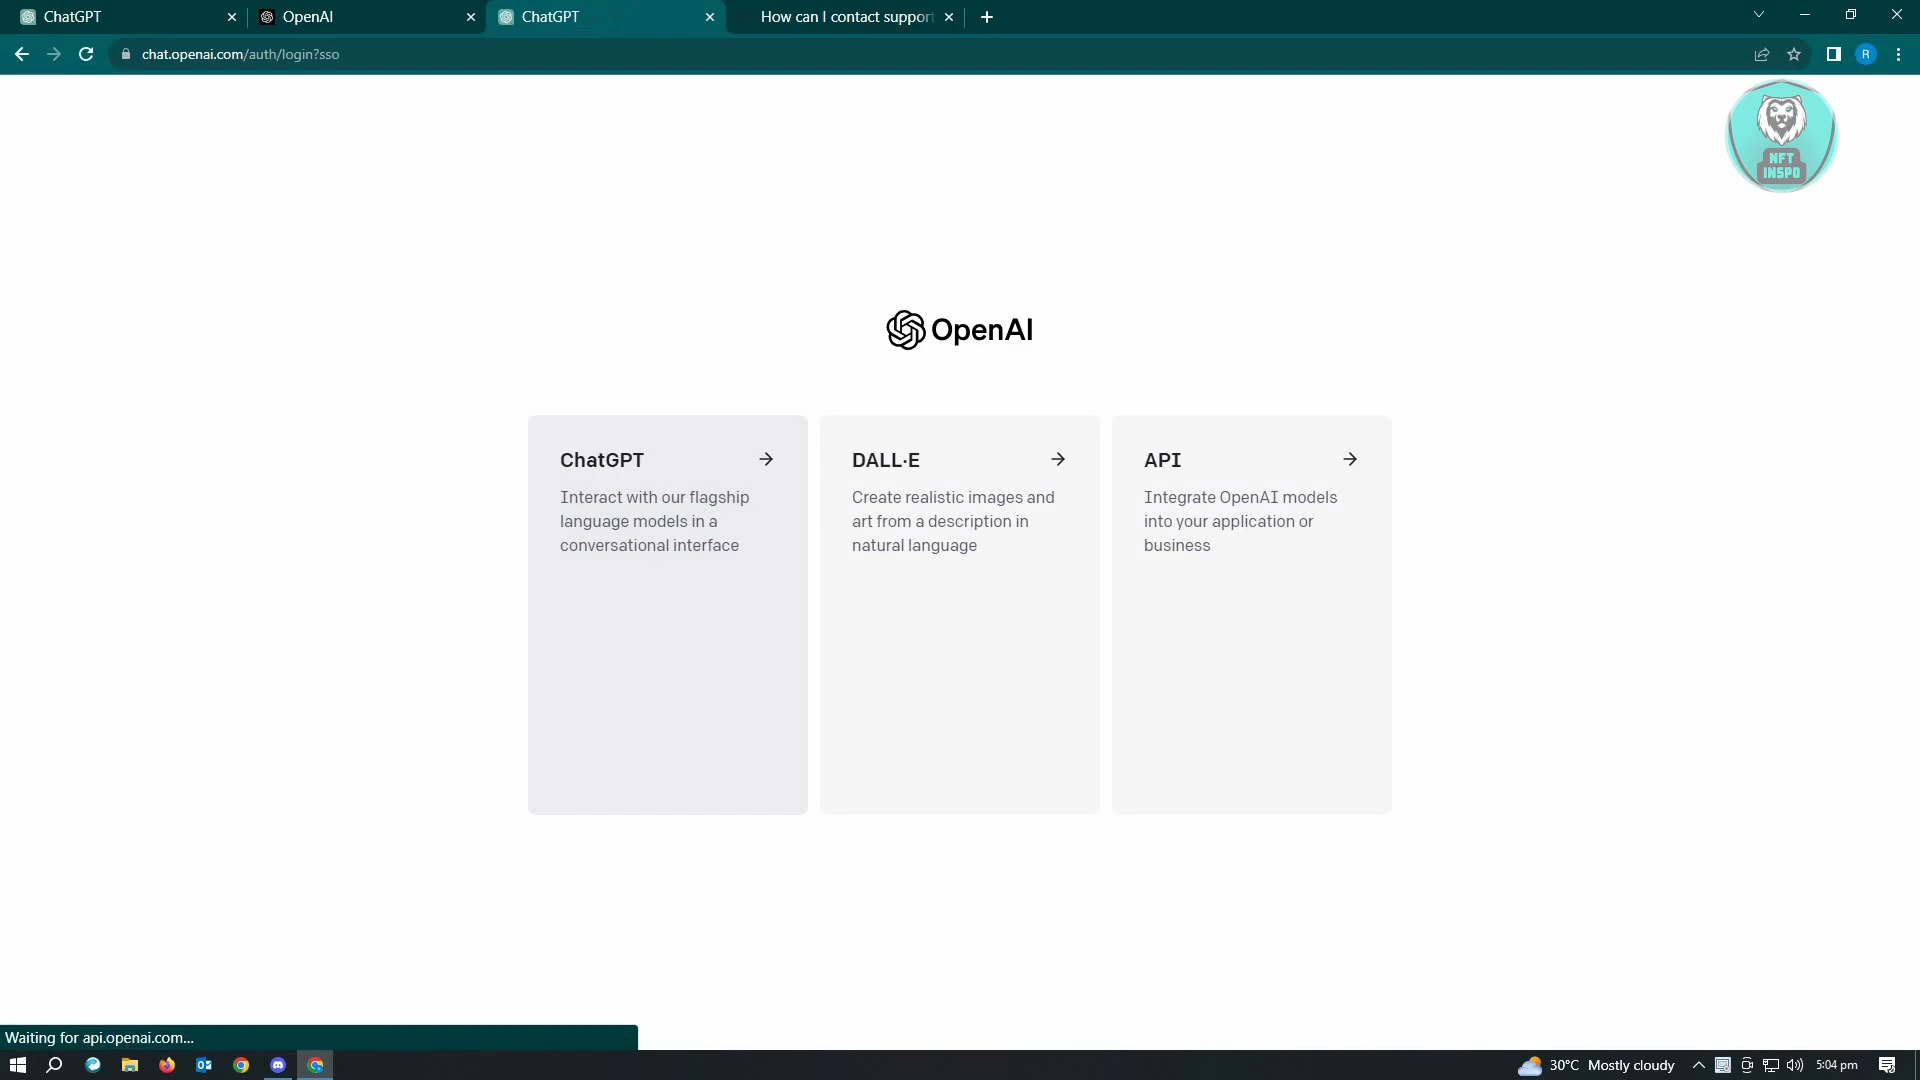 ChatGPT
OpenAI
ChatGPT
How can I contact support
chat.openai.com/auth/login?sso
R
NFT
INSPO
OpenAI
ChatGPT
Interact with our flagship
language models in a
conversational interface
DALL·E
Create realistic images and
art from a description in
natural language
API
Integrate OpenAI models
into your application or
business
Waiting for api.openai.com...
30°C Mostly cloudy
5:04 pm